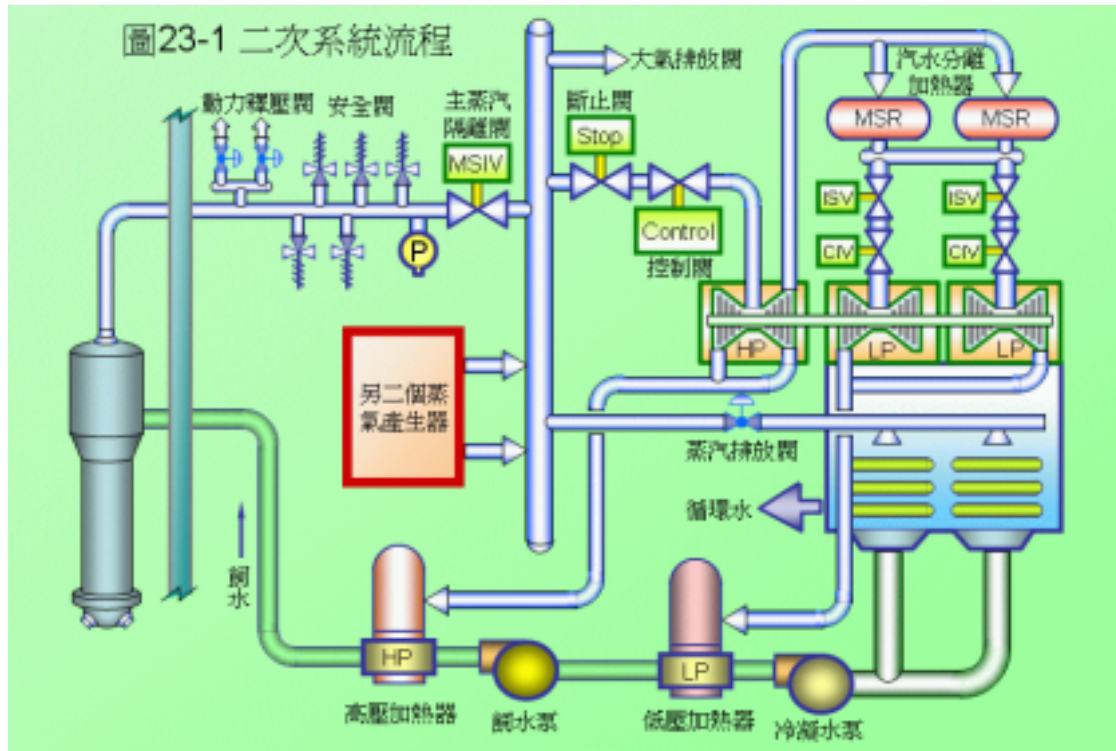 圖23-1 二次系統流程
大氣排放閥
汽水分離
加熱器
動力釋壓閥
安全閥
主蒸汽
隔離閥
斷止閥
MSIV
Stop
MSR
MSR
ISV
ISV
Control
控制閥
CIV
CIV
P
HP
LP
LP
另二個蒸
氣產生器
蒸汽排放閥
循環水
飼水
HP
LP
高壓加熱器
飼水泵
低壓加熱器
冷凝水泵